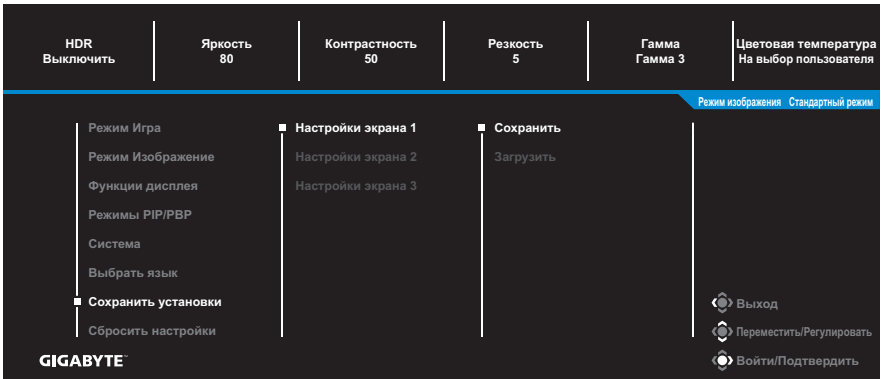 HDR
Выключить
Яркость
80
Контрастность
50
Резкость
5
Гамма
Гамма 3
Цветовая температура
На выбор пользователя
Режим изображения Стандартный режим
Режим Игра
Режим Изображение
Функции дисплея
Режимы PIP/PBP
Система
Выбрать язык
Сохранить установки
Сбросить настройки
Настройки экрана 1
Настройки экрана 2
Настройки экрана 3
Сохранить
Загрузить
Выход
Переместить/Регулировать
Войти/Подтвердить
GIGABYTE™